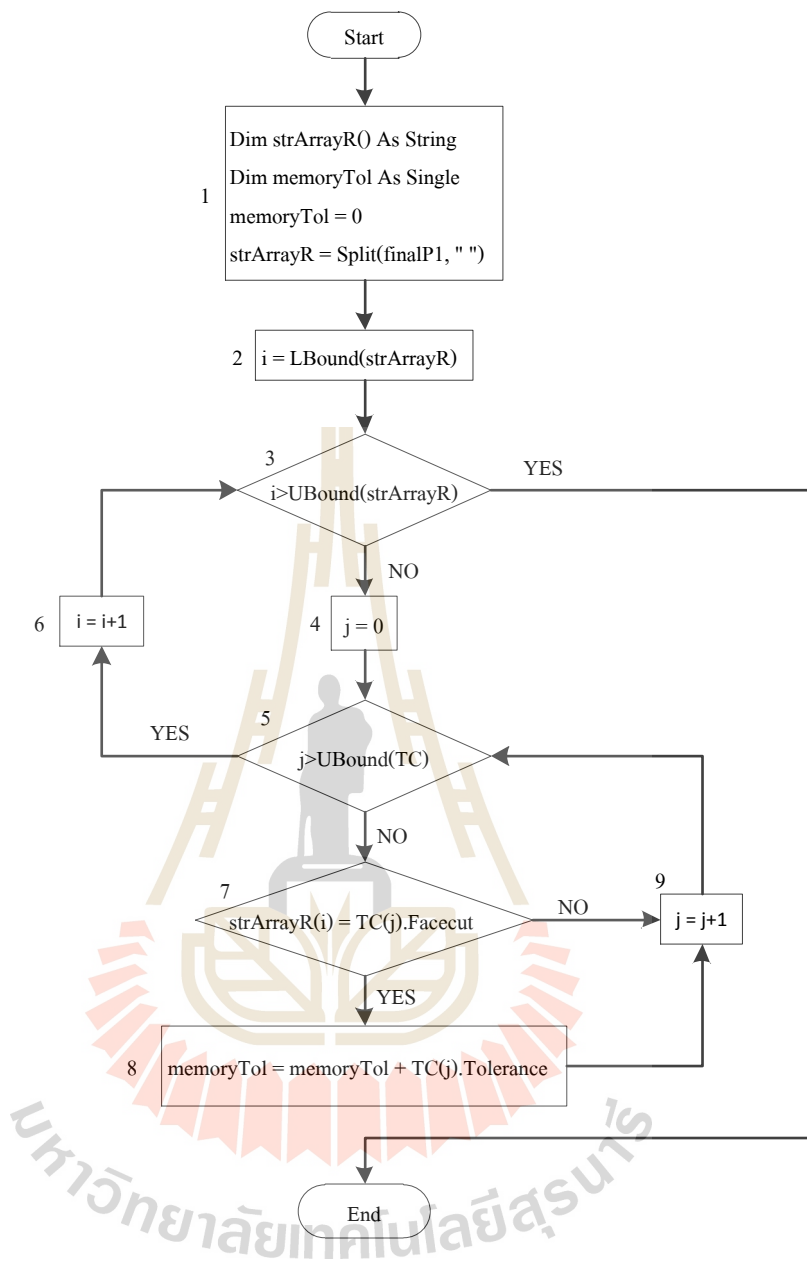 Start
1
Dim strArrayR() As String
Dim memoryTol As Single
memoryTol = 0
strArrayR = Split(finalP1, " ")
2
i = LBound(strArrayR)
3
i>UBound(strArrayR)
YES
NO
6
i = i+1
4
j = 0
5
YES
j>UBound(TC)
NO
7
strArrayR(i) = TC(j).Facecut
NO
9
j = j+1
YES
8
memoryTol = memoryTol + TC(j).Tolerance
End
มหาวิทยาลัยเทคโนโลยีสุรนารี